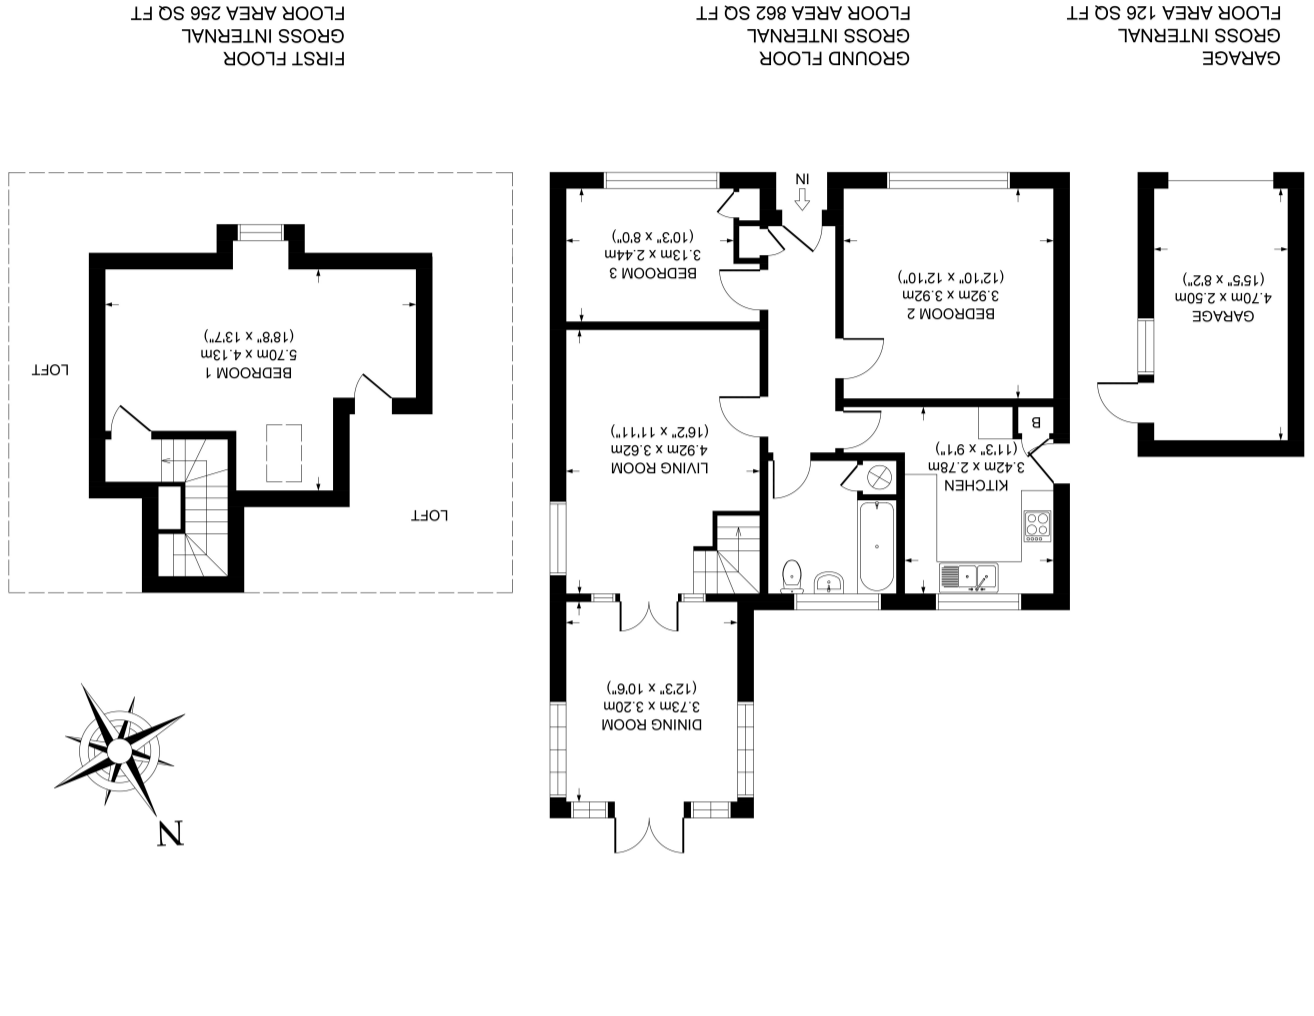 N
DINING ROOM
3.73m x 3.20m
(12'3" x 10'6")
KITCHEN
3.42m x 2.78m
(11'3" x 9'1")
B
LIVING ROOM
4.92m x 3.62m
(16'2" x 11'11")
GARAGE
4.70m x 2.50m
(15'5" x 8'2")
BEDROOM 2
3.92m x 3.92m
(12'10" x 12'10")
BEDROOM 3
3.13m x 2.44m
(10'3" x 8'0")
IN
LOFT
BEDROOM 1
5.70m x 4.13m
(18'8" x 13'7")
LOFT
GARAGE
GROSS INTERNAL
FLOOR AREA 126 SQ FT
GROUND FLOOR
GROSS INTERNAL
FLOOR AREA 862 SQ FT
FIRST FLOOR
GROSS INTERNAL
FLOOR AREA 256 SQ FT